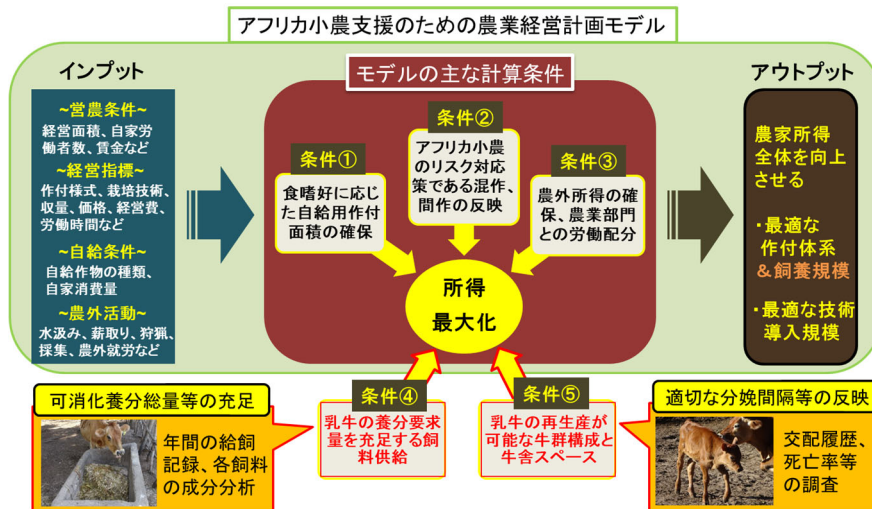 アフリカ小農支援のための農業経営計画モデル
インプット
~営農条件~
経営面積、自家労
働者数、賃金など
~経営指標~
作付様式、栽培技術、
収量、価格、経営費、
労働時間など
~自給条件~
自給作物の種類、
自家消費量
~農外活動~
水汲み、薪取り、狩猟、
採集、農外就労など
モデルの主な計算条件
条件①
食嗜好に応じ
た自給用作付
面積の確保
条件②
アフリカ小農
のリスク対応
策である混作、
間作の反映
条件③
農外所得の確
保、農業部門
との労働配分
所得
最大化
アウトプット
農家所得
全体を向上
させる
・最適な
作付体系
&飼養規模
・最適な技術
導入規模
条件④
乳牛の養分要求
量を充足する飼
料供給
条件⑤
乳牛の再生産が
可能な牛群構成と
牛舎スペース
可消化養分総量等の充足
年間の給飼
記録、各飼料
の成分分析
適切な分娩間隔等の反映
交配履歴、
死亡率等
の調査